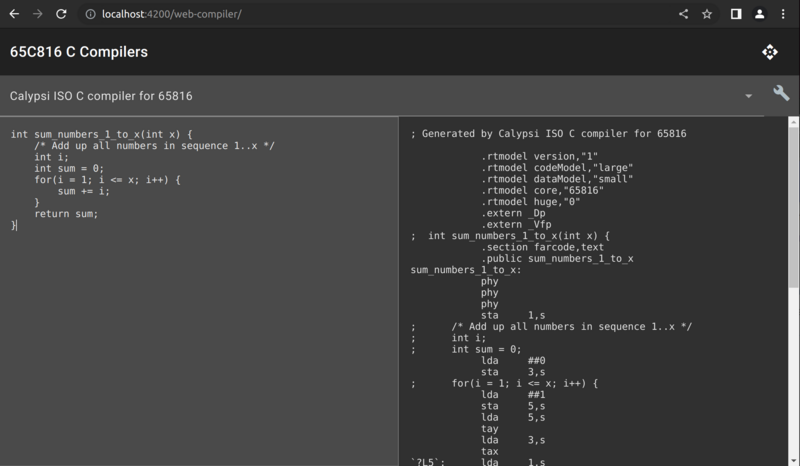 localhost:4200/web-compiler/
65C816 C Compilers
Calypsi ISO C compiler for 65816
int sum_numbers_1_to_x(int x) {
    /* Add up all numbers in sequence 1..x */
    int i;
    int sum = 0;
    for(i = 1; i <= x; i++) {
        sum += i;
    }
    return sum;
}
; Generated by Calypsi ISO C compiler for 65816
            .rtmodel version,"1"
            .rtmodel codeModel,"large"
            .rtmodel dataModel,"small"
            .rtmodel core,"65816"
            .rtmodel huge,"0"
            .extern _Dp
            .extern _Vfp
;  int sum_numbers_1_to_x(int x) {
            .section farcode,text
            .public sum_numbers_1_to_x
sum_numbers_1_to_x:
            phy
            phy
            phy
            sta     1,s
;      /* Add up all numbers in sequence 1..x */
;      int i;
;      int sum = 0;
            lda     ##0
            sta     3,s
;      for(i = 1; i <= x; i++) {
            lda     ##1
            sta     5,s
            lda     5,s
            tay
            lda     3,s
            tax
`?L5`:      lda     1,s